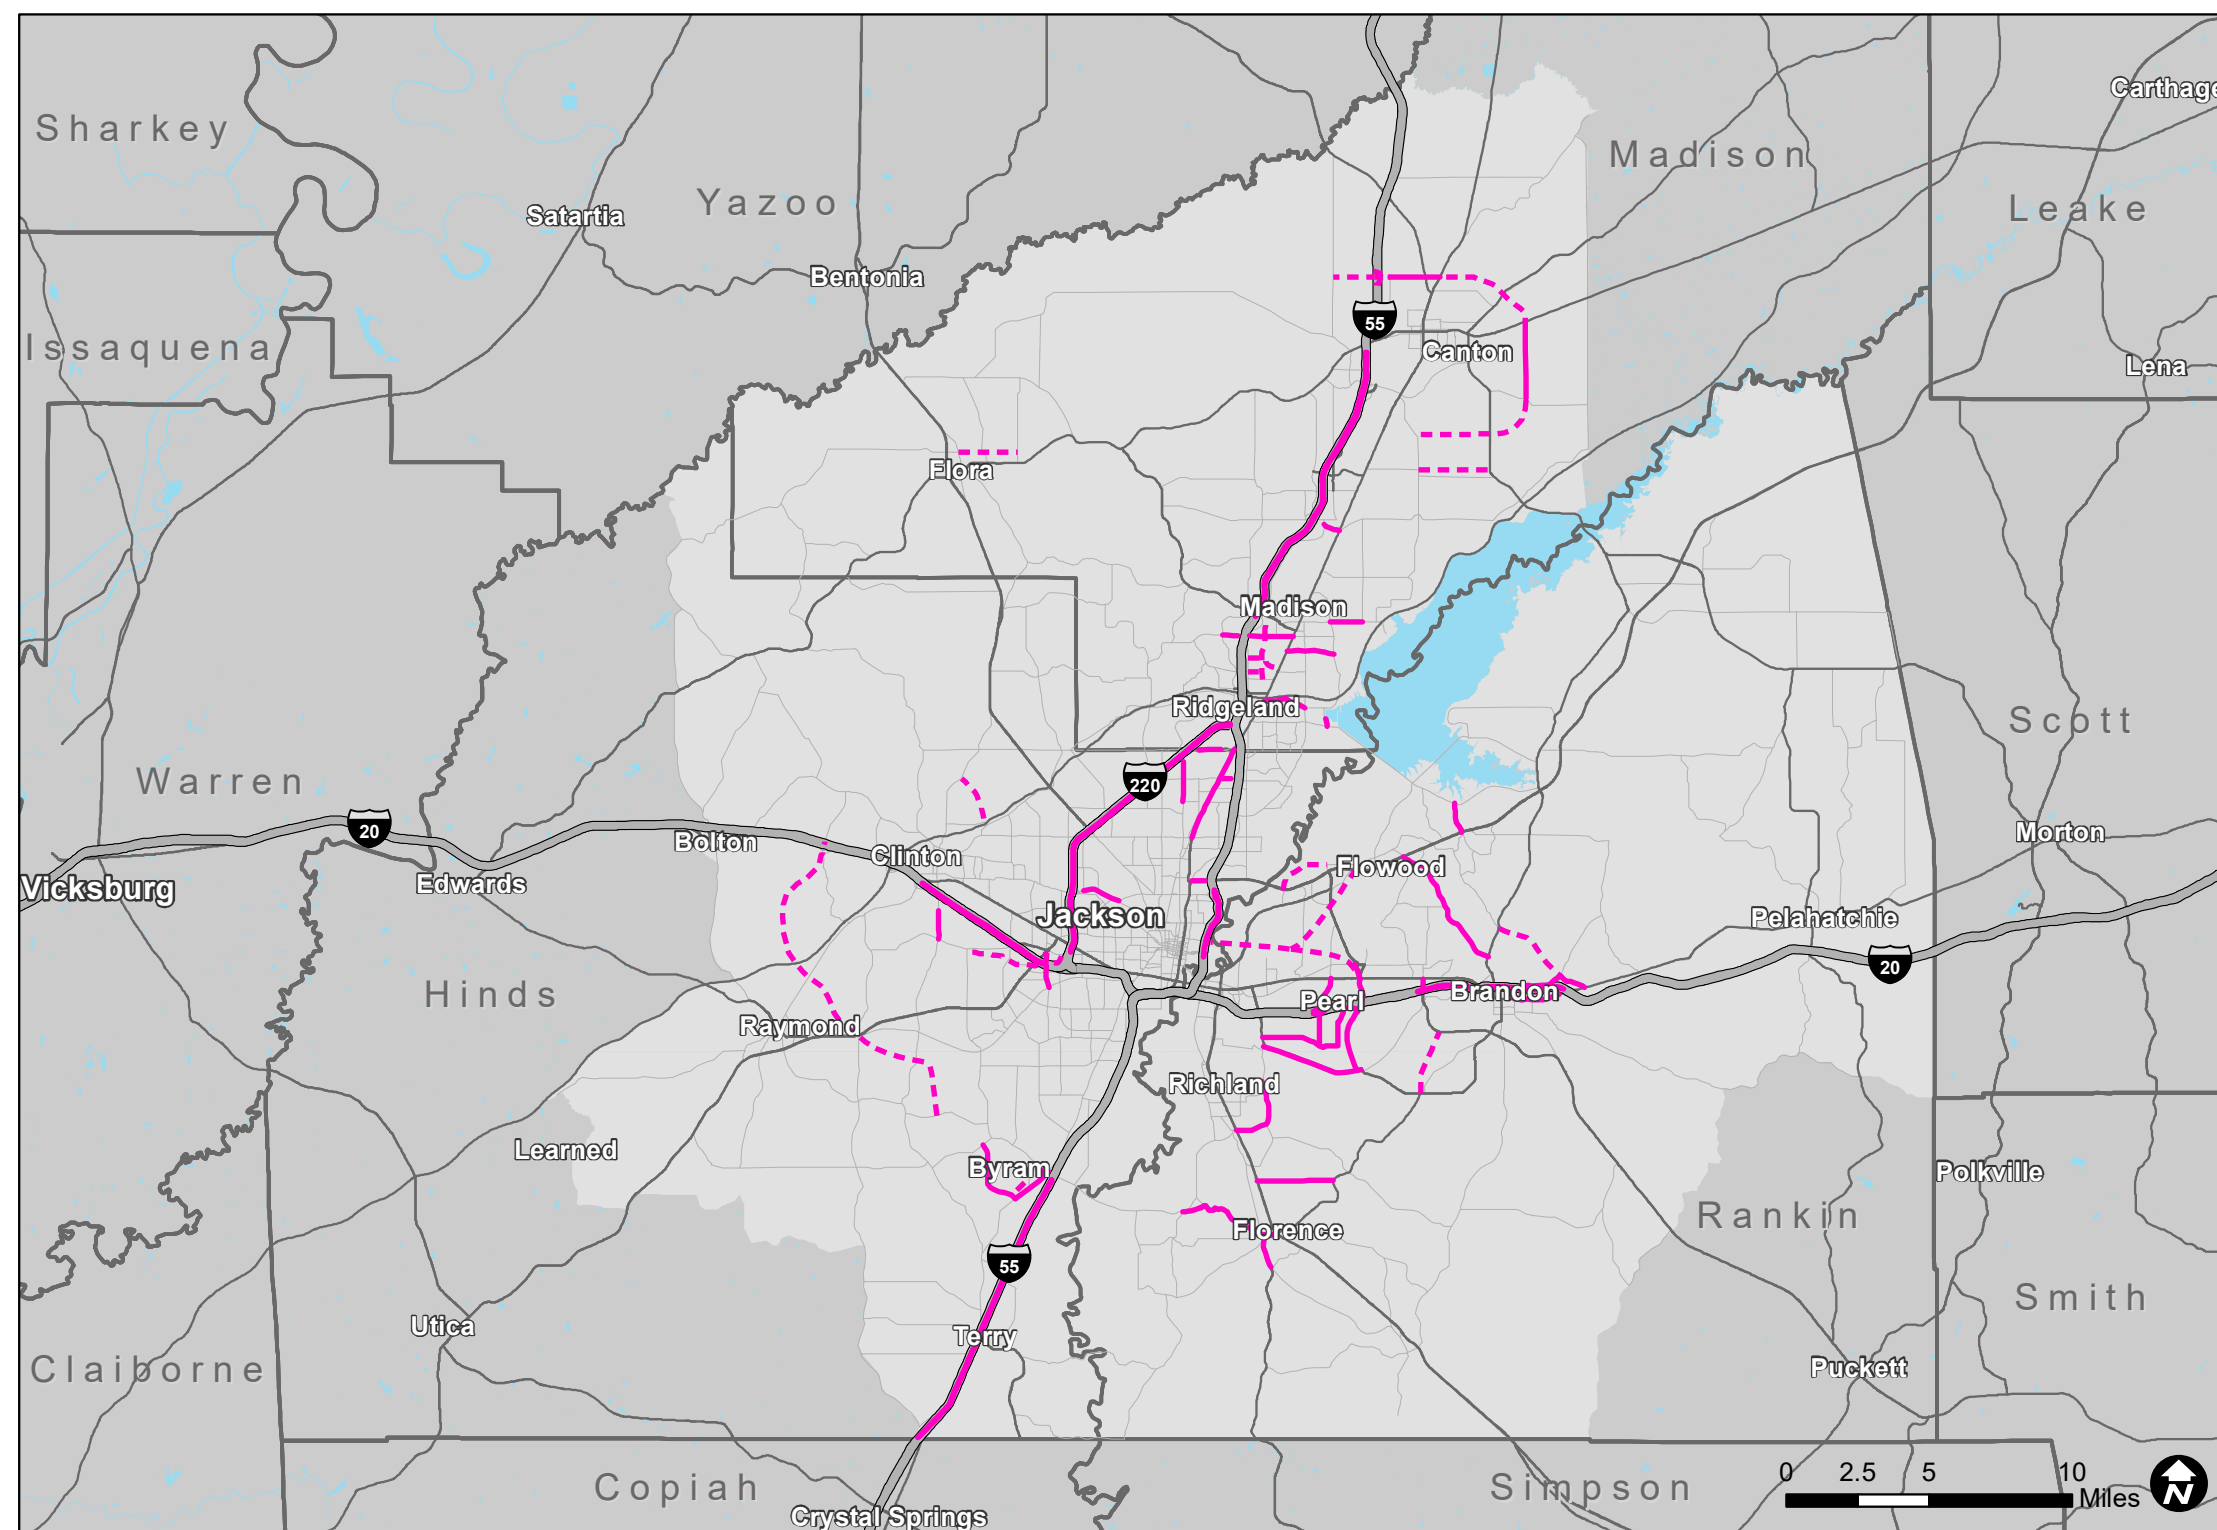 Carthage
Sharkey
Madison
Yazoo
Leake
Satartia
Bentonia
55
Issaquena
Canton
Lena
Flora
Madison
Ridgeland
Scott
Warren
220
20
Morton
Bolton
Clinton
Flowood
Edwards
Vicksburg
Jackson
Pelahatchie
20
Hinds
Pearl
Brandon
Raymond
Richland
Learned
Byram
Polkville
Rankin
Florence
55
Smith
Utica
Terry
Claiborne
Puckett
0 2.5 5 10
Copiah
Simpson
Miles
N
Crystal Springs